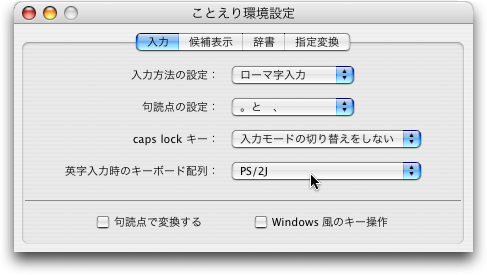 ことえり環境設定
入力 候補表示 辞書 指定変換
入力方法の設定： ローマ字入力
句読点の設定： 。と 、
caps lock キー： 入力モードの切り替えをしない
英字入力時のキーボード配列： PS/2J
句読点で変換する Windows 風のキー操作